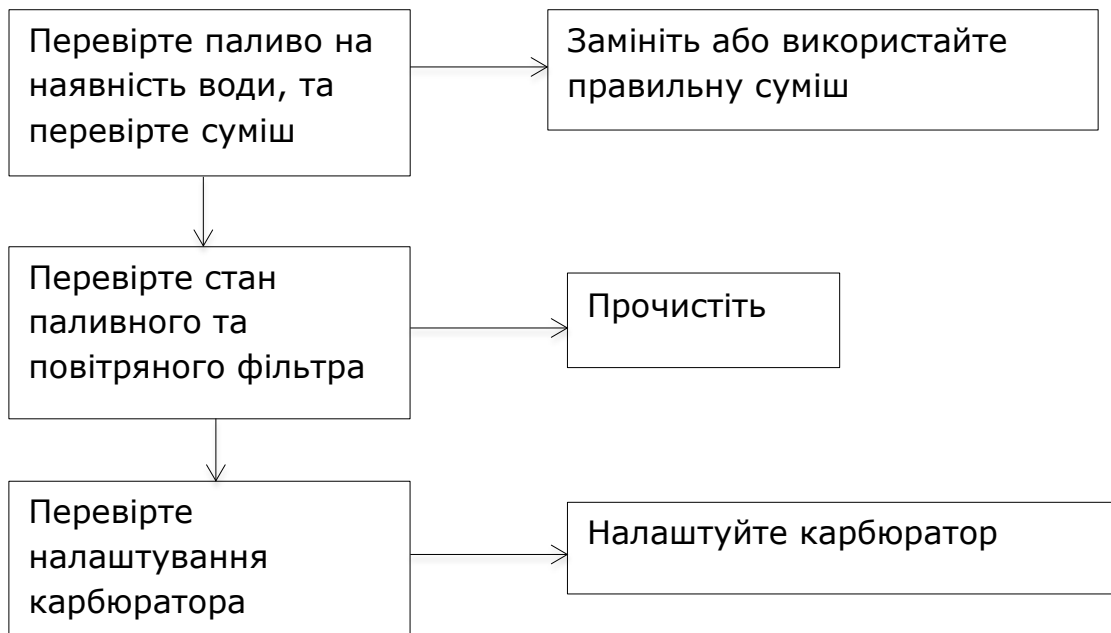 Перевірте паливо на
наявність води, та
перевірте суміш
Замініть або використайте
правильну суміш
Перевірте стан
паливного та
повітряного фільтра
Прочистіть
Перевірте
налаштування
карбюратора
Налаштуйте карбюратор